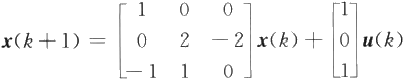 x(k+1) = [1 0 0; 0 2 -2; -1 1 0] x(k) + [1; 0; 1] u(k)